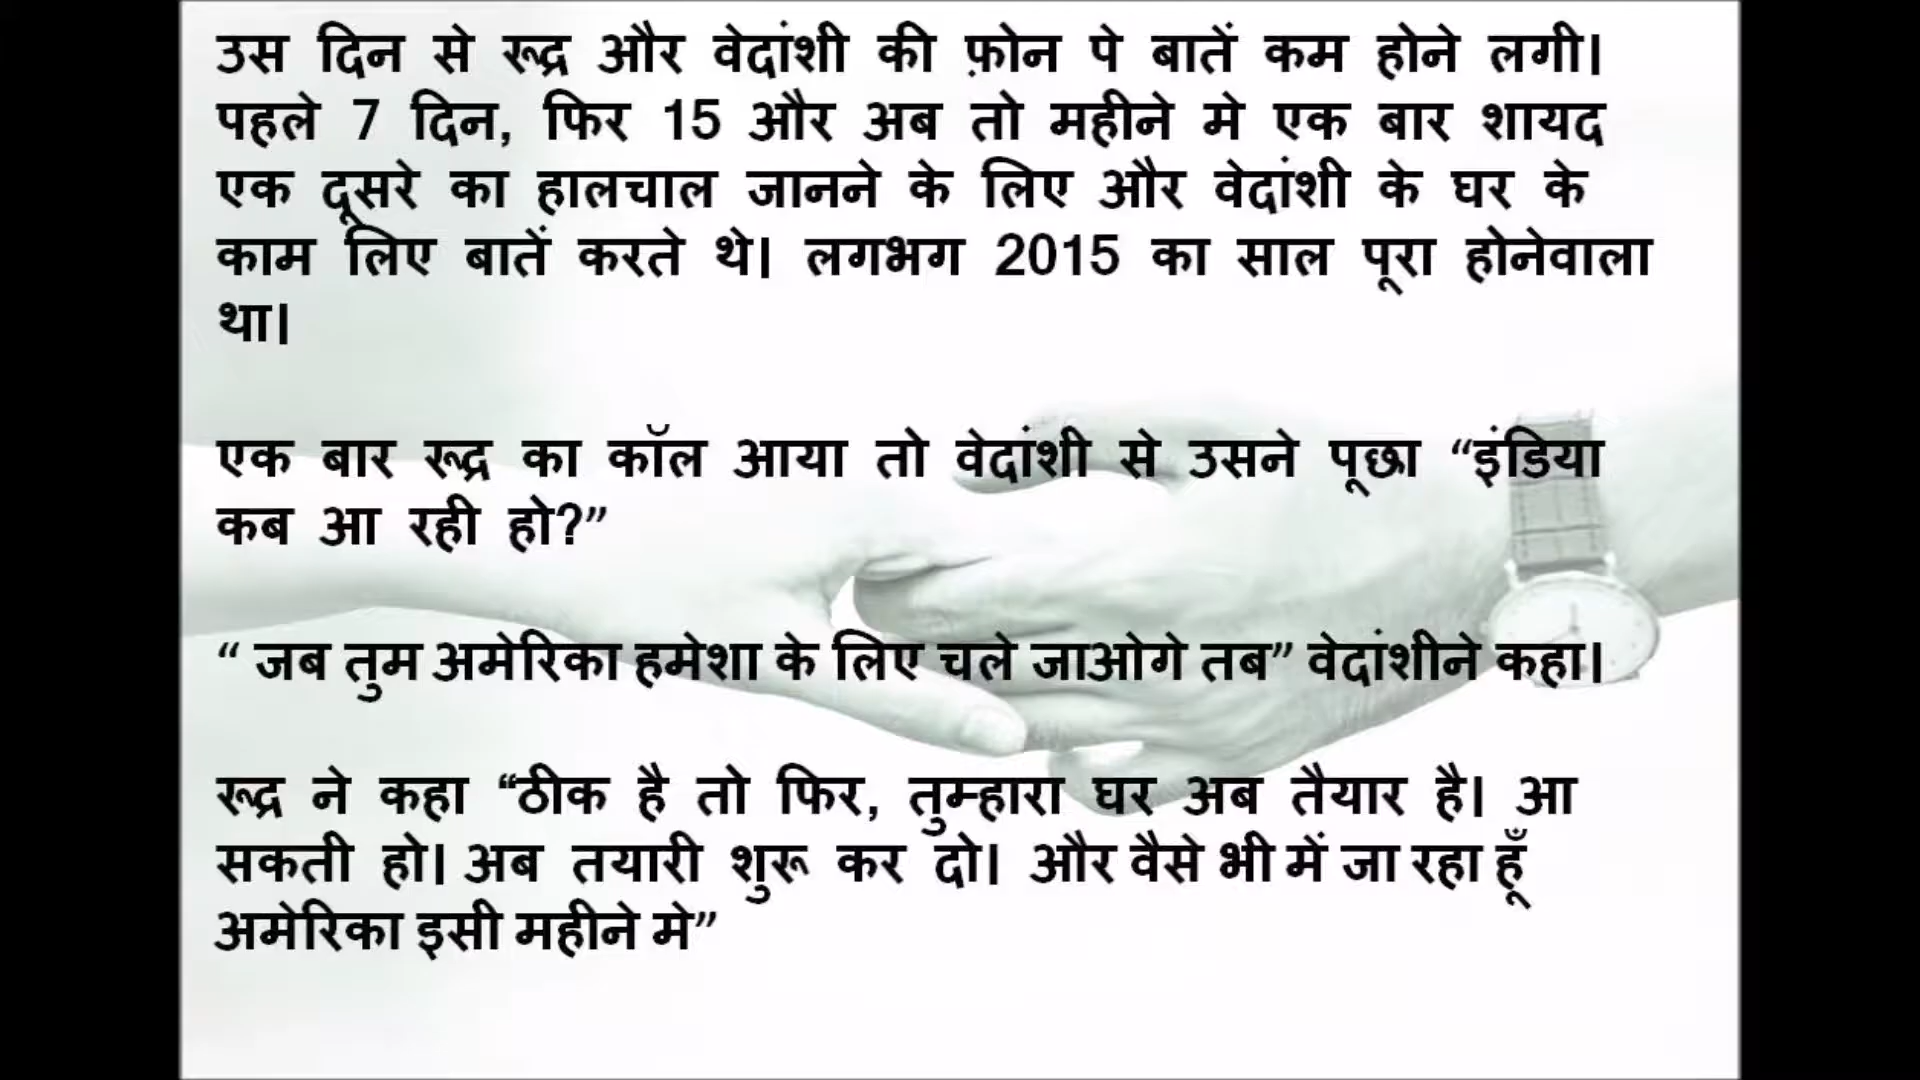 उस दिन से रूद्र और वेदांशी की फ़ोन पे बातें कम होने लगी।
पहले 7 दिन, फिर 15 और अब तो महीने मे एक बार शायद
एक दूसरे का हालचाल जानने के लिए और वेदांशी के घर के
काम लिए बातें करते थे। लगभग 2015 का साल पूरा होनेवाला
था।
एक बार रूद्र का कॉल आया तो वेदांशी से उसने पूछा “इंडिया
कब आ रही हो?”
“ जब तुम अमेरिका हमेशा के लिए चले जाओगे तब” वेदांशीने कहा।
रूद्र ने कहा “ठीक है तो फिर, तुम्हारा घर अब तैयार है। आ
सकती हो। अब तयारी शुरू कर दो। और वैसे भी में जा रहा हूँ
अमेरिका इसी महीने मे”